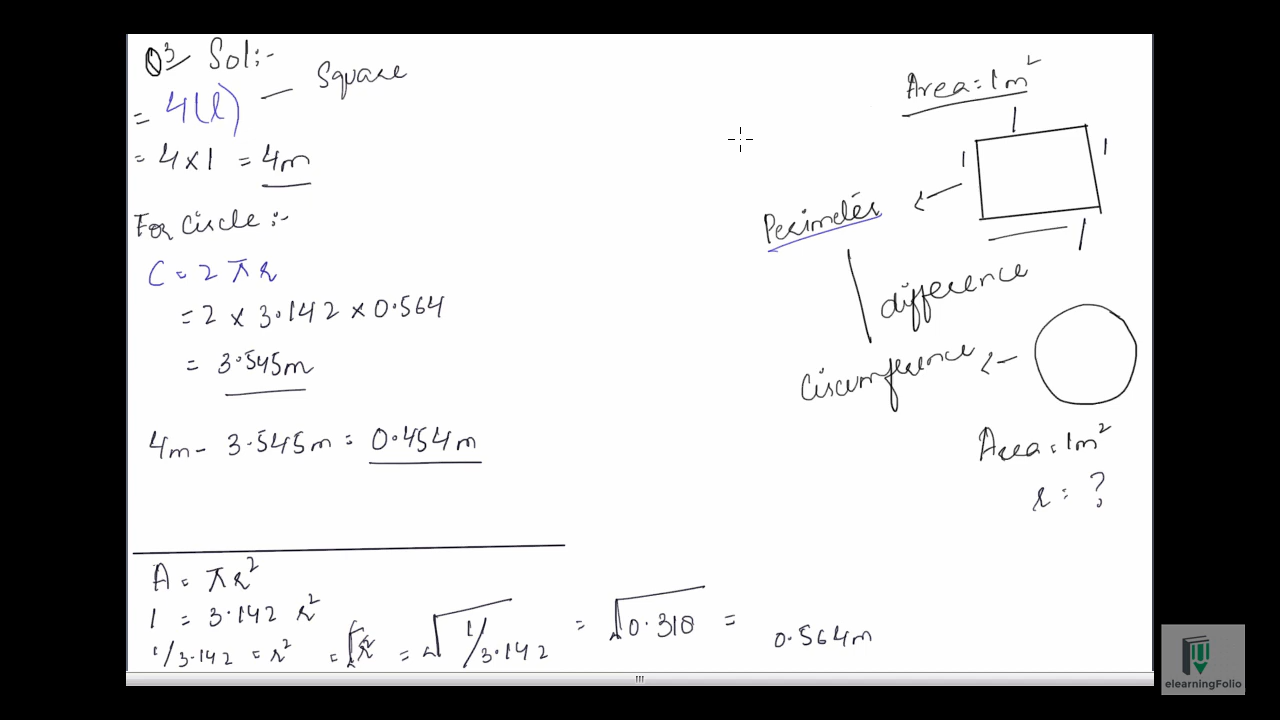 Q3 Sol:-
= 4(l) — Square
= 4 x 1 = 4m
For Circle :-
C = 2 π r
= 2 x 3.142 x 0.564
= 3.545m
4m - 3.545m = 0.454m
A = π r²
1 = 3.142 r²
1/3.142 = r² = √r² = √1/3.142 = √0.318 = 0.564m
Area = 1m²
1
1
1
1
Perimeter
difference
Circumference
Area = 1m²
r = ?
elearningFolio